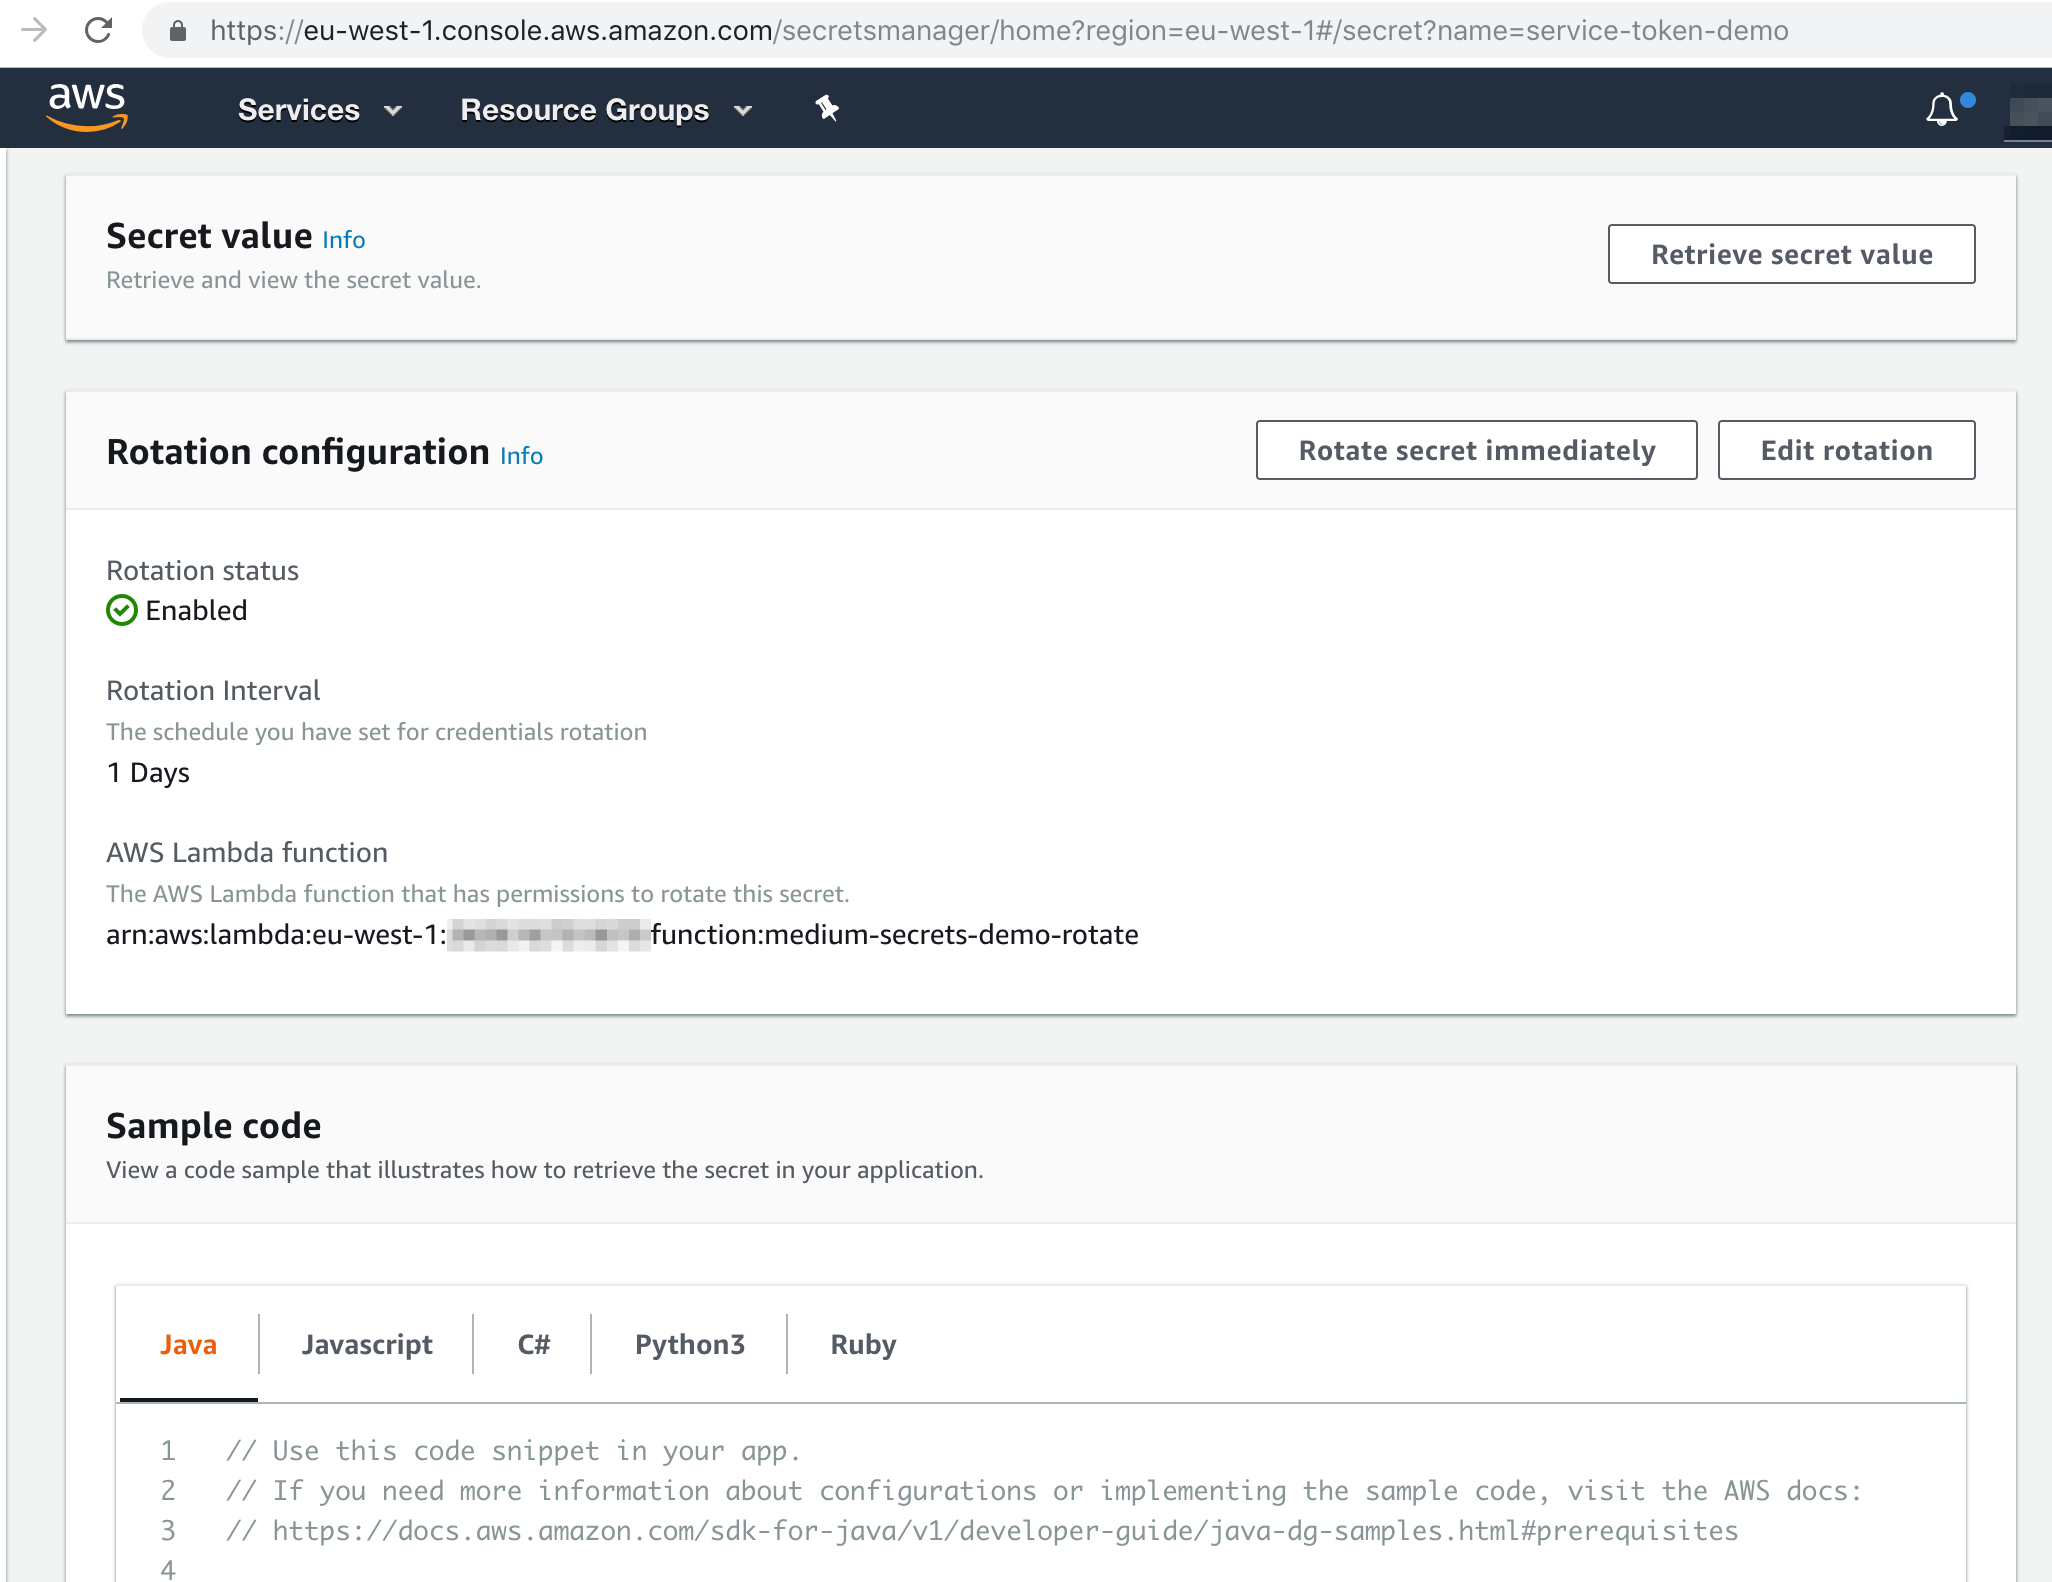 https://eu-west-1.console.aws.amazon.com/secretsmanager/home?region=eu-west-1#/secret?name=service-token-demo
aws Services Resource Groups
Secret value Info
Retrieve secret value
Retrieve and view the secret value.
Rotation configuration Info
Rotate secret immediately Edit rotation
Rotation status
Enabled
Rotation Interval
The schedule you have set for credentials rotation
1 Days
AWS Lambda function
The AWS Lambda function that has permissions to rotate this secret.
arn:aws:lambda:eu-west-1: function:medium-secrets-demo-rotate
Sample code
View a code sample that illustrates how to retrieve the secret in your application.
Java Javascript C# Python3 Ruby
1 // Use this code snippet in your app.
2 // If you need more information about configurations or implementing the sample code, visit the AWS docs:
3 // https://docs.aws.amazon.com/sdk-for-java/v1/developer-guide/java-dg-samples.html#prerequisites
4